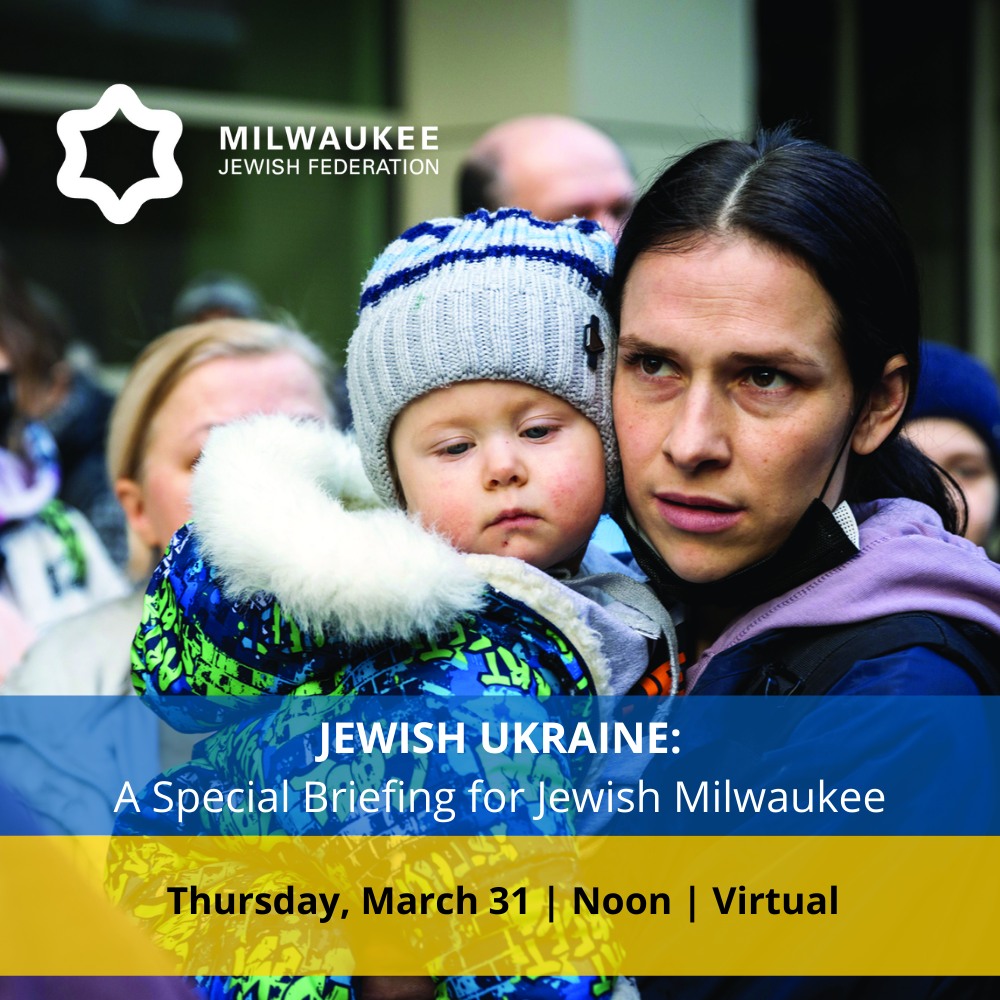 MILWAUKEE
JEWISH FEDERATION
JEWISH UKRAINE:
A Special Briefing for Jewish Milwaukee
Thursday, March 31 | Noon | Virtual